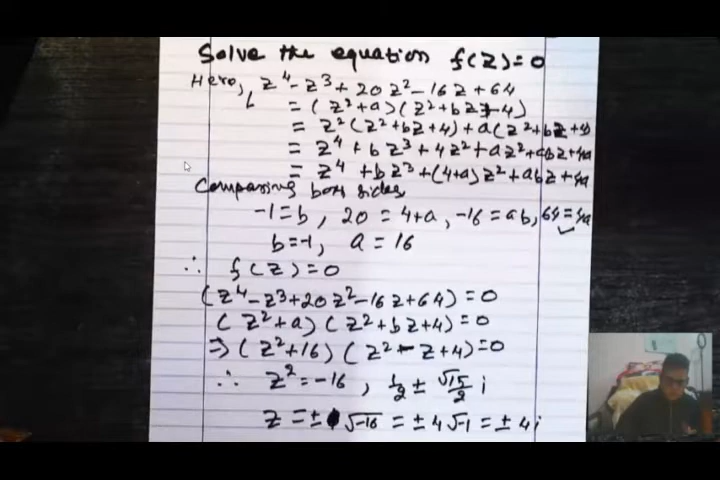 Solve the equation f(z)=0
Here, z⁴-z³+20z²-16z+64
= (z²+a)(z²+bz+4)
= z²(z²+bz+4)+a(z²+bz+4)
= z⁴+bz³+4z²+az²+abz+4a
= z⁴+bz³+(4+a)z²+abz+4a
Comparing both sides
-1=b, 20=4+a, -16=ab, 64=4a
b=-1, a=16
∴ f(z)=0
(z⁴-z³+20z²-16z+64)=0
(z²+a)(z²+bz+4)=0
⇒(z²+16)(z²-z+4)=0
∴ z²=-16, 1/2 ± √15/2 i
z=±√-16=±4√-1=±4i